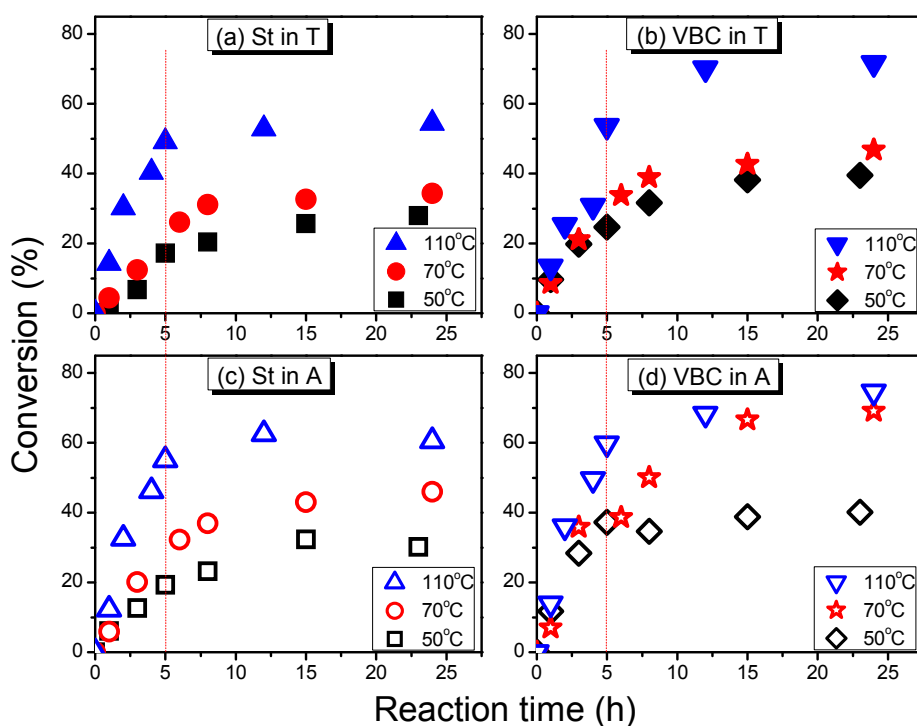 Conversion (%)
(a) St in T
80
60
40
20
0
0 5 10 15 20 25
110°C
70°C
50°C
(b) VBC in T
80
60
40
20
0
0 5 10 15 20 25
110°C
70°C
50°C
(c) St in A
80
60
40
20
0
0 5 10 15 20 25
110°C
70°C
50°C
(d) VBC in A
80
60
40
20
0
0 5 10 15 20 25
110°C
70°C
50°C
Reaction time (h)